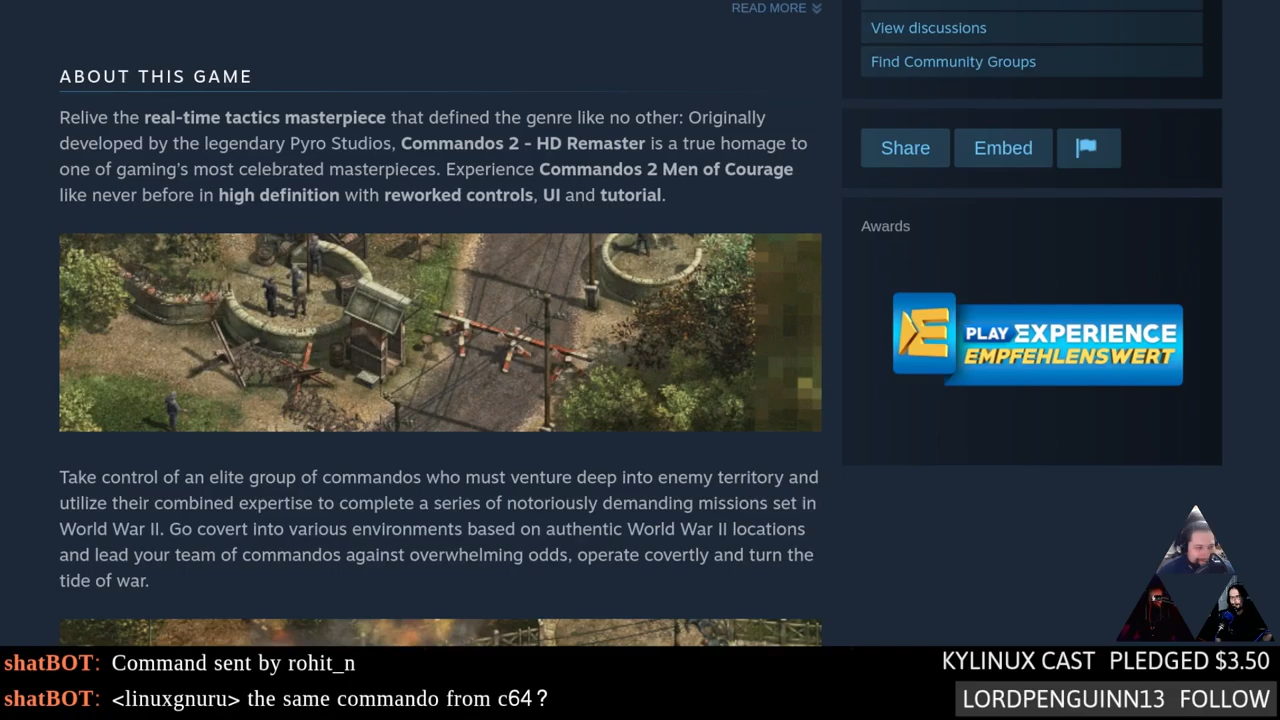 READ MORE
View discussions
Find Community Groups
ABOUT THIS GAME
Relive the real-time tactics masterpiece that defined the genre like no other: Originally
developed by the legendary Pyro Studios, Commandos 2 - HD Remaster is a true homage to
one of gaming's most celebrated masterpieces. Experience Commandos 2 Men of Courage
like never before in high definition with reworked controls, UI and tutorial.
Share
Embed
Awards
E PLAY EXPERIENCE
EMPFEHLENSWERT
Take control of an elite group of commandos who must venture deep into enemy territory and
utilize their combined expertise to complete a series of notoriously demanding missions set in
World War II. Go covert into various environments based on authentic World War II locations
and lead your team of commandos against overwhelming odds, operate covertly and turn the
tide of war.
shatBOT: Command sent by rohit_n
KYLINUX CAST PLEDGED $3.50
shatBOT: <linuxgnuru> the same commando from c64?
LORDPENGUINN13 FOLLOW